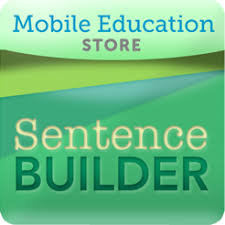 Mobile Education
STORE
Sentence
BUILDER